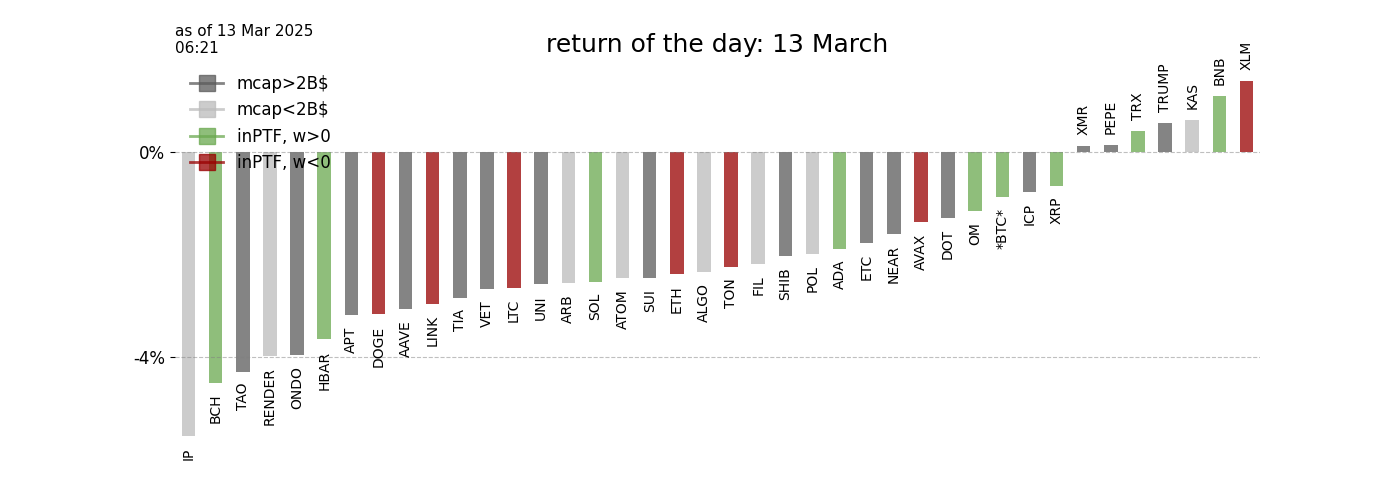 as of 13 Mar 2025
06:21
return of the day: 13 March
mcap>2B$
mcap<2B$
inPTF, w>0
inPTF, w<0
0%
-4%
IP
BCH
TAO
RENDER
ONDO
HBAR
APT
DOGE
AAVE
LINK
TIA
VET
LTC
UNI
ARB
SOL
ATOM
SUI
ETH
ALGO
TON
FIL
SHIB
POL
ADA
ETC
NEAR
AVAX
DOT
OM
*BTC*
ICP
XRP
XMR
PEPE
TRX
TRUMP
KAS
BNB
XLM